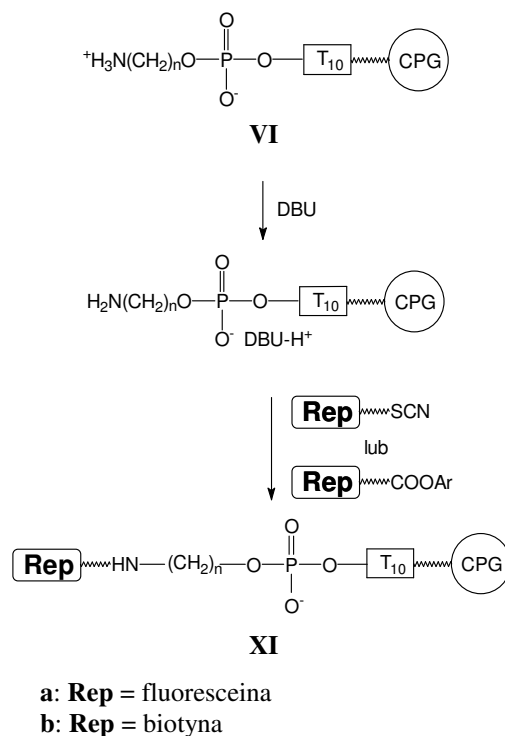 O
⁺H₃N(CH₂)ₙO—P—O—T₁₀ CPG
O⁻
VI
DBU
O
H₂N(CH₂)ₙO—P—O—T₁₀ CPG
O⁻ DBU-H⁺
Rep SCN
lub
Rep COOAr
O
Rep HN—(CH₂)ₙ—O—P—O—T₁₀ CPG
O⁻
XI
a: Rep = fluoresceina
b: Rep = biotyna